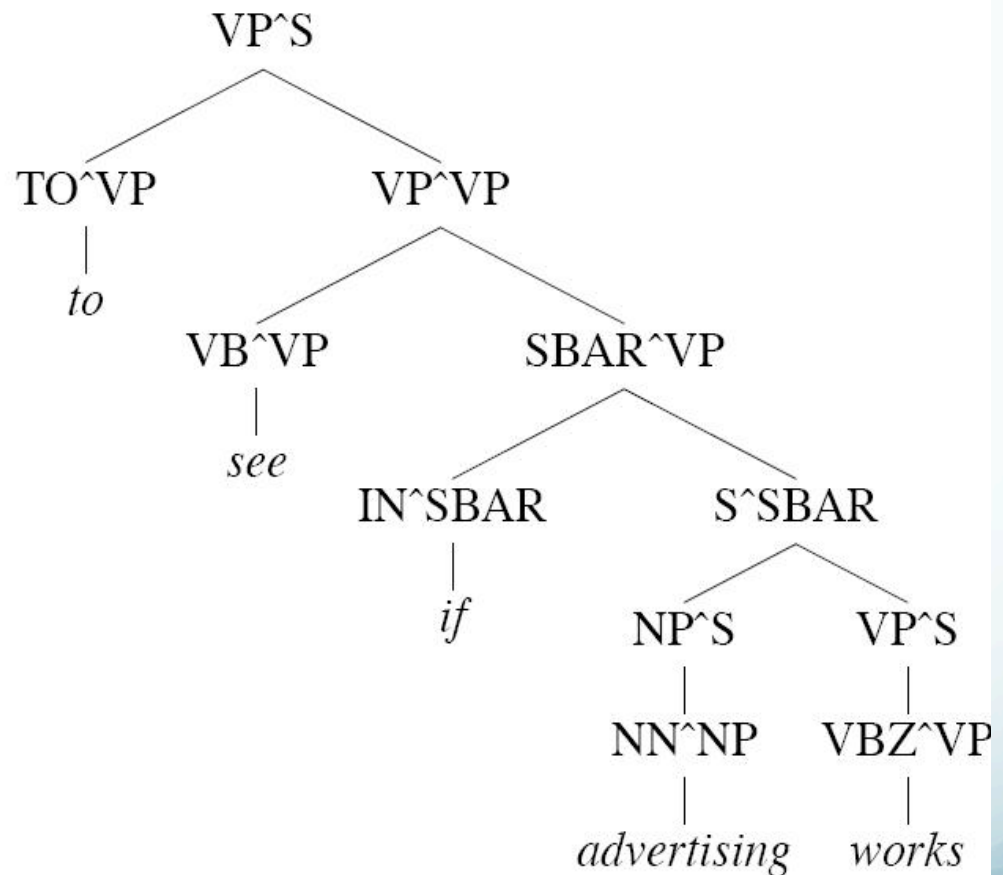 VP^S
TO^VP VP^VP
to
VB^VP SBAR^VP
see
IN^SBAR S^SBAR
if
NP^S VP^S
NN^NP VBZ^VP
advertising works